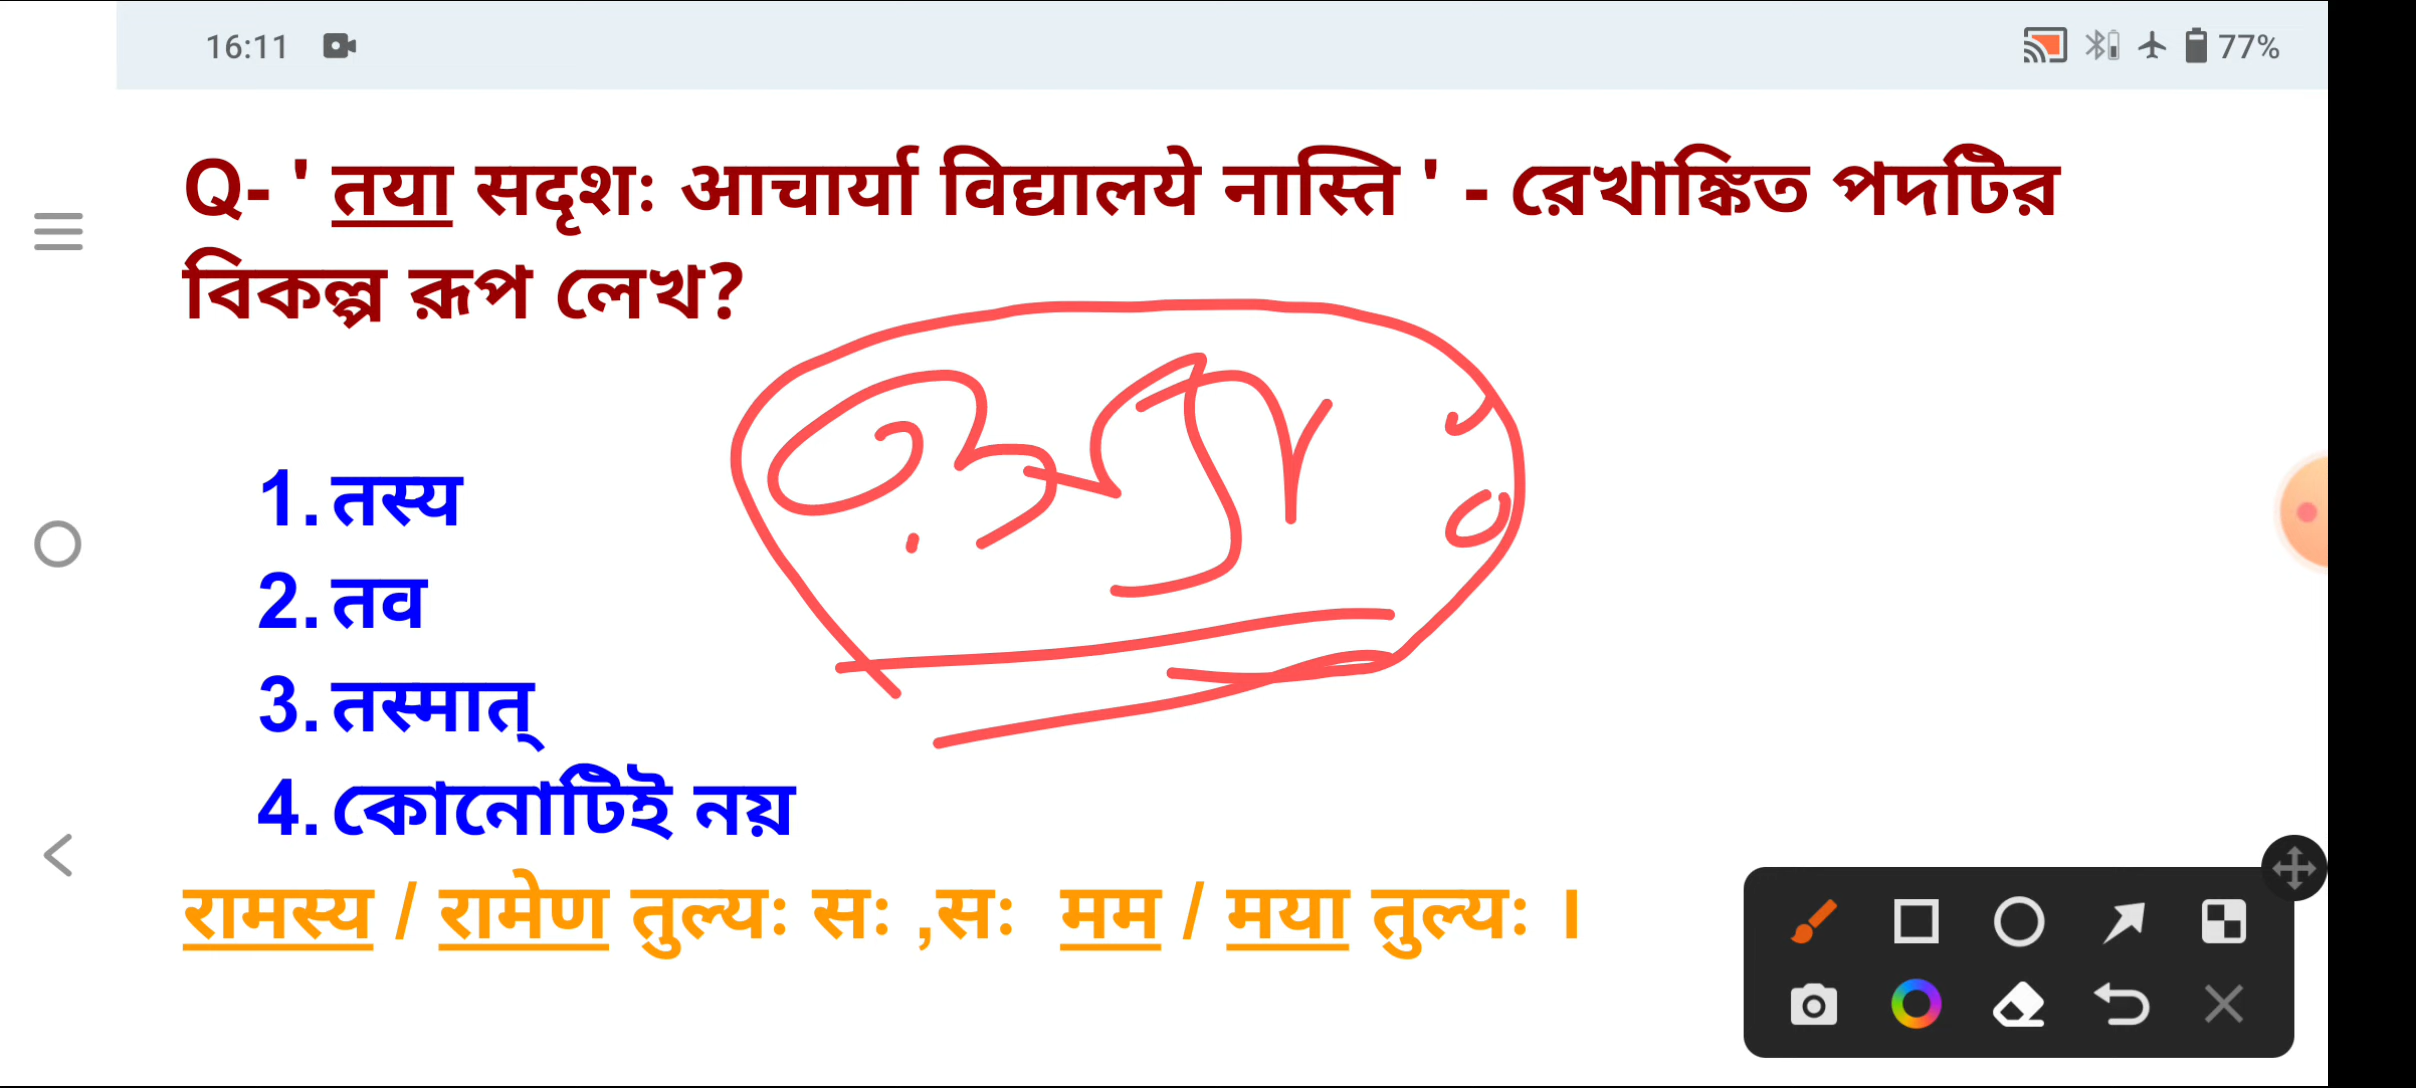 16:11 77%
Q- ' तया सदृशः आचार्या विद्यालये नास्ति ' - রেখাঙ্কিত পদটির
বিকল্প রূপ লেখ?
1. तस्य
2. तव
3. तस्मात्
4. কোনোটিই নয়
रामस्य / रामेण तुल्यः सः ,सः मम / मया तुल्यः ।